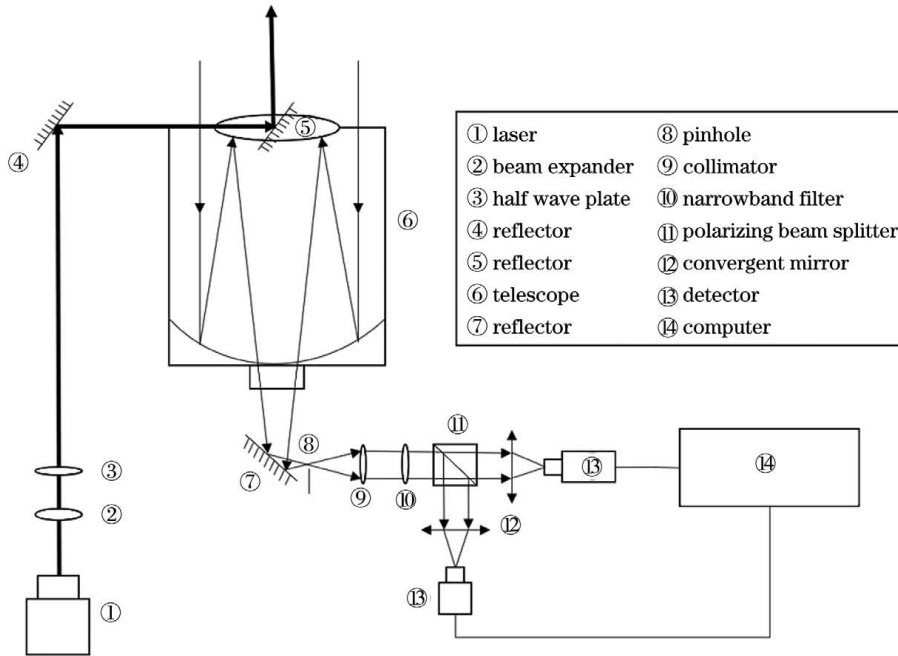 ④
⑤
⑥
③
②
①
⑦
⑧
⑨
⑩
⑪
⑫
⑬
⑬
⑭
① laser
② beam expander
③ half wave plate
④ reflector
⑤ reflector
⑥ telescope
⑦ reflector
⑧ pinhole
⑨ collimator
⑩ narrowband filter
⑪ polarizing beam splitter
⑫ convergent mirror
⑬ detector
⑭ computer